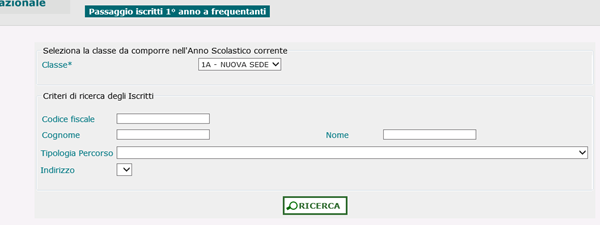 azionale
Passaggio iscritti 1° anno a frequentanti
Seleziona la classe da comporre nell'Anno Scolastico corrente
Classe* 1A - NUOVA SEDE
Criteri di ricerca degli Iscritti
Codice fiscale
Cognome Nome
Tipologia Percorso
Indirizzo
RICERCA